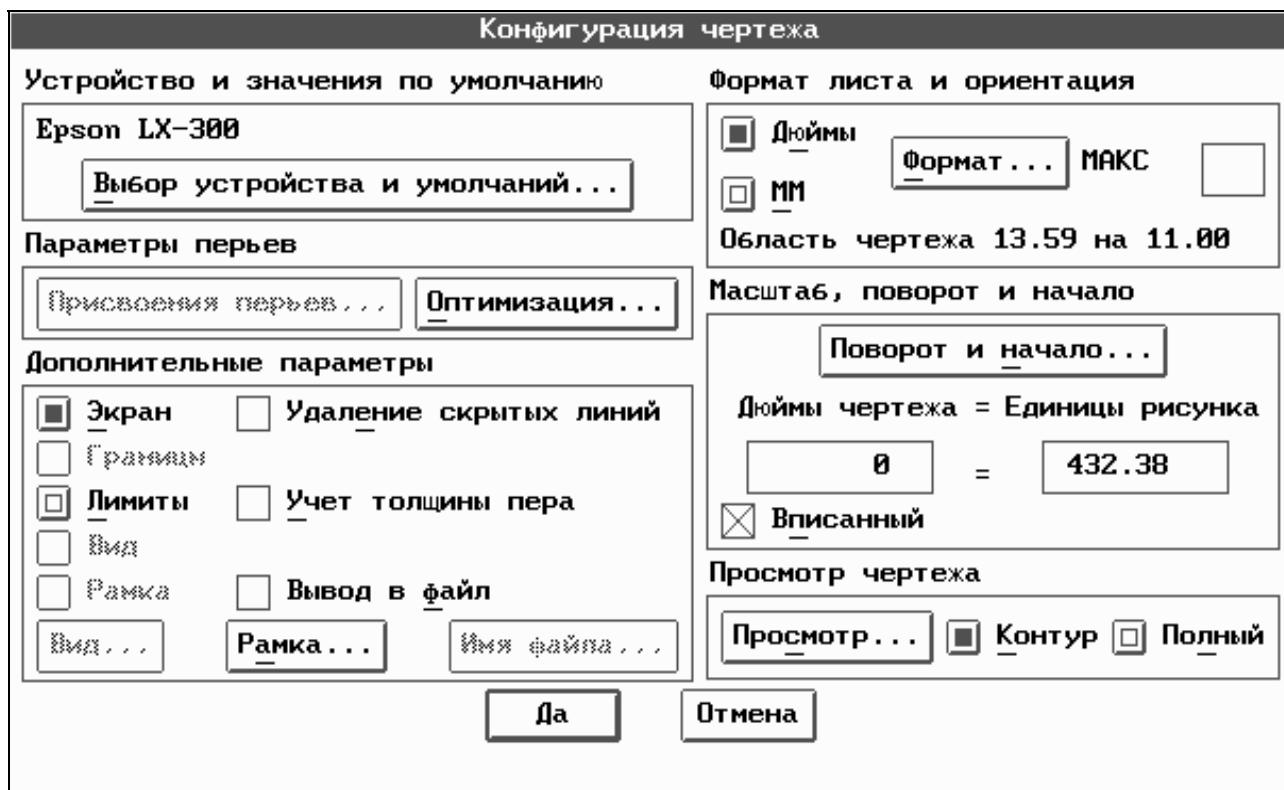 Конфигурация чертежа
Устройство и значения по умолчанию
Epson LX-300
Выбор устройства и умолчаний...
Параметры перьев
Присвоения перьев...
Оптимизация...
Дополнительные параметры
Экран
Удаление скрытых линий
Границы
Лимиты
Учет толщины пера
Вид
Рамка
Вывод в файл
Вид...
Рамка...
Имя файла...
Формат листа и ориентация
Дюймы
Формат...
МАКС
ММ
Область чертежа 13.59 на 11.00
Масштаб, поворот и начало
Поворот и начало...
Дюймы чертежа = Единицы рисунка
0 = 432.38
Вписанный
Просмотр чертежа
Просмотр...
Контур
Полный
Да
Отмена